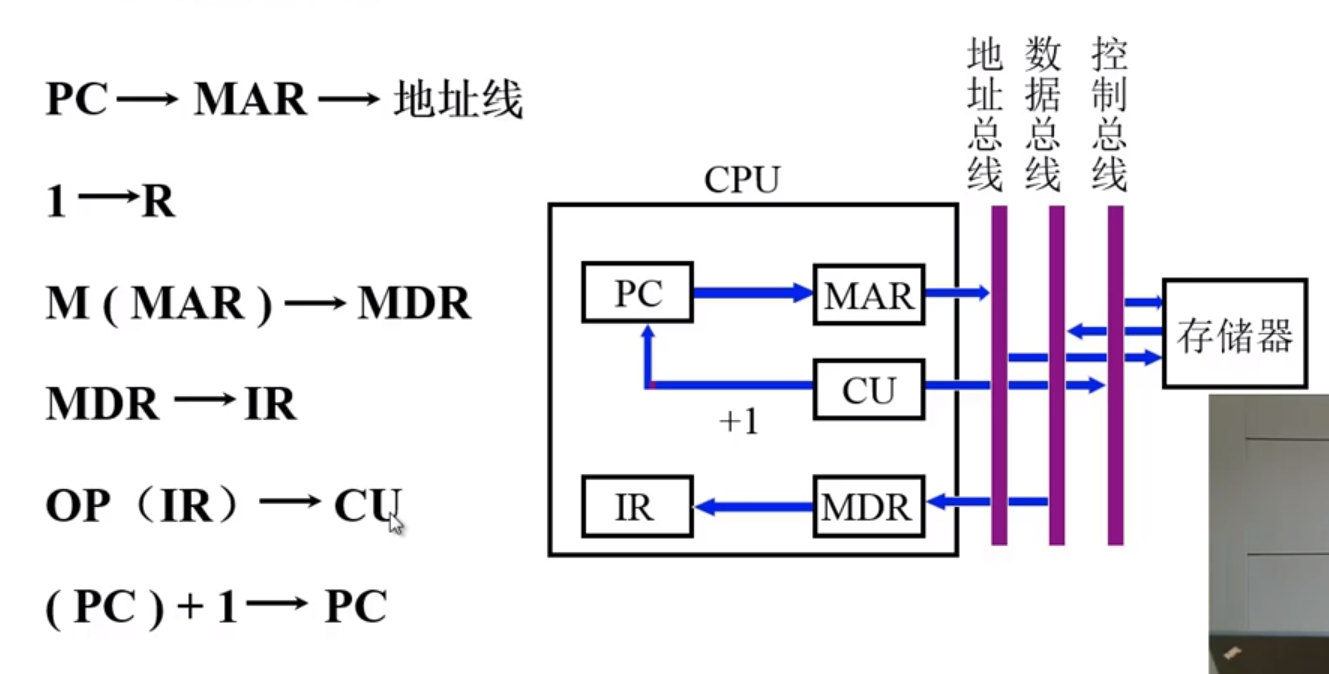 PC → MAR → 地址线
1 → R
M ( MAR ) → MDR
MDR → IR
OP（IR）→ CU
( PC ) + 1 → PC
地址总线
数据总线
控制总线
CPU
PC
MAR
存储器
CU
+1
IR
MDR